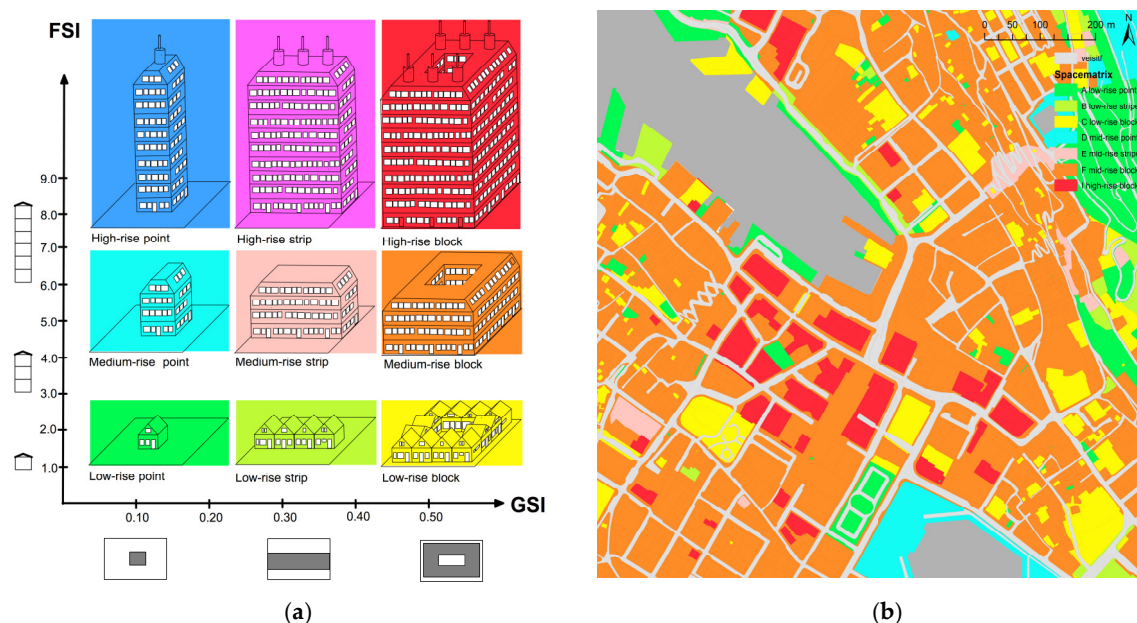 FSI
9.0
8.0
7.0
6.0
5.0
4.0
3.0
2.0
1.0
High-rise point
High-rise strip
High-rise block
Medium-rise point
Medium-rise strip
Medium-rise block
Low-rise point
Low-rise strip
Low-rise block
0.10
0.20
0.30
0.40
0.50
GSI
(a)
0 50 100 200 m
N
veisitf
Spacematrix
A low-rise point
B low-rise stripe
C low-rise block
D mid-rise point
E mid-rise stripe
F mid-rise block
I high-rise block
(b)